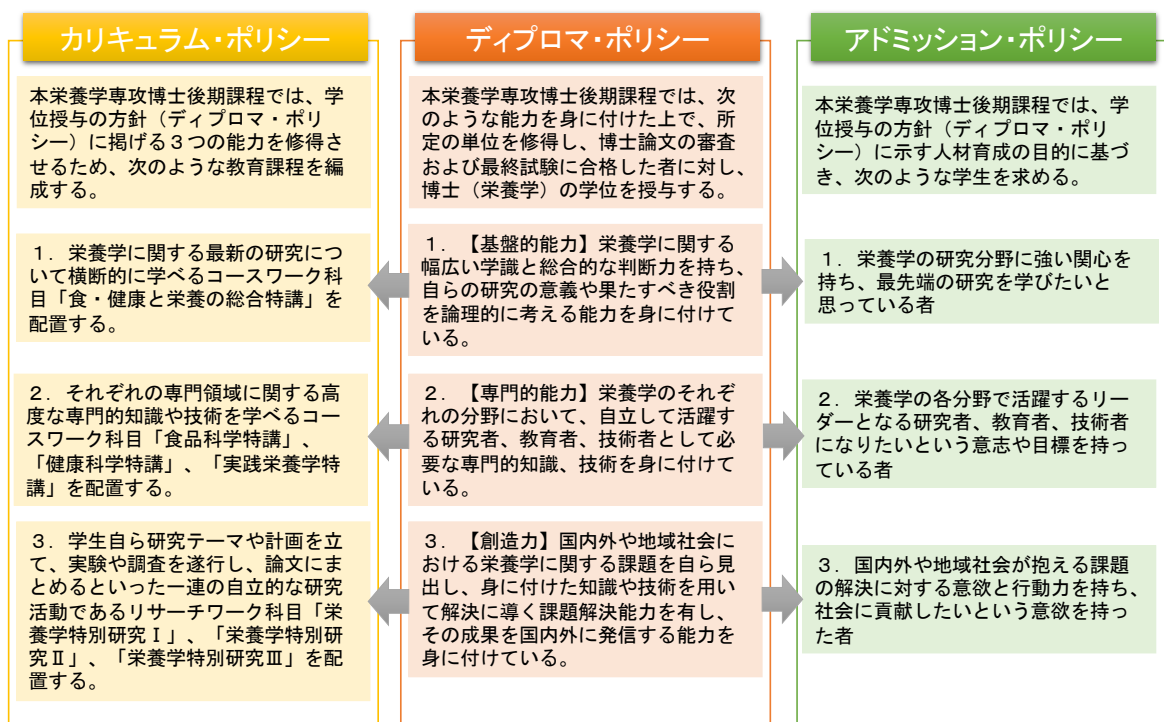 カリキュラム・ポリシー
本栄養学専攻博士後期課程では、学
位授与の方針（ディプロマ・ポリ
シー）に掲げる３つの能力を修得さ
せるため、次のような教育課程を編
成する。
１．栄養学に関する最新の研究につ
いて横断的に学べるコースワーク科
目「食・健康と栄養の総合特講」を
配置する。
２．それぞれの専門領域に関する高
度な専門的知識や技術を学べるコー
スワーク科目「食品科学特講」、
「健康科学特講」、「実践栄養学特
講」を配置する。
３．学生自ら研究テーマや計画を立
て、実験や調査を遂行し、論文にま
とめるといった一連の自立的な研究
活動であるリサーチワーク科目「栄
養学特別研究Ⅰ」、「栄養学特別研
究Ⅱ」、「栄養学特別研究Ⅲ」を配
置する。
ディプロマ・ポリシー
本栄養学専攻博士後期課程では、次
のような能力を身に付けた上で、所
定の単位を修得し、博士論文の審査
および最終試験に合格した者に対し、
博士（栄養学）の学位を授与する。
１．【基盤的能力】栄養学に関する
幅広い学識と総合的な判断力を持ち、
自らの研究の意義や果たすべき役割
を論理的に考える能力を身に付けて
いる。
２．【専門的能力】栄養学のそれぞ
れの分野において、自立して活躍す
る研究者、教育者、技術者として必
要な専門的知識、技術を身に付けて
いる。
３．【創造力】国内外や地域社会に
おける栄養学に関する課題を自ら見
出し、身に付けた知識や技術を用い
て解決に導く課題解決能力を有し、
その成果を国内外に発信する能力を
身に付けている。
アドミッション・ポリシー
本栄養学専攻博士後期課程では、学
位授与の方針（ディプロマ・ポリ
シー）に示す人材育成の目的に基づ
き、次のような学生を求める。
１．栄養学の研究分野に強い関心を
持ち、最先端の研究を学びたいと
思っている者
２．栄養学の各分野で活躍するリー
ダーとなる研究者、教育者、技術者
になりたいという意志や目標を持っ
ている者
３．国内外や地域社会が抱える課題
の解決に対する意欲と行動力を持ち、
社会に貢献したいという意欲を持っ
た者